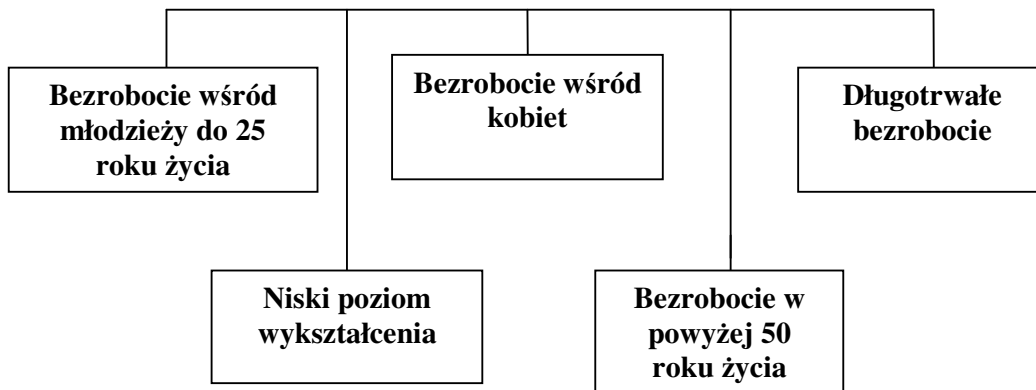 Bezrobocie wśród
młodzieży do 25
roku życia
Bezrobocie wśród
kobiet
Długotrwałe
bezrobocie
Niski poziom
wykształcenia
Bezrobocie w
powyżej 50
roku życia